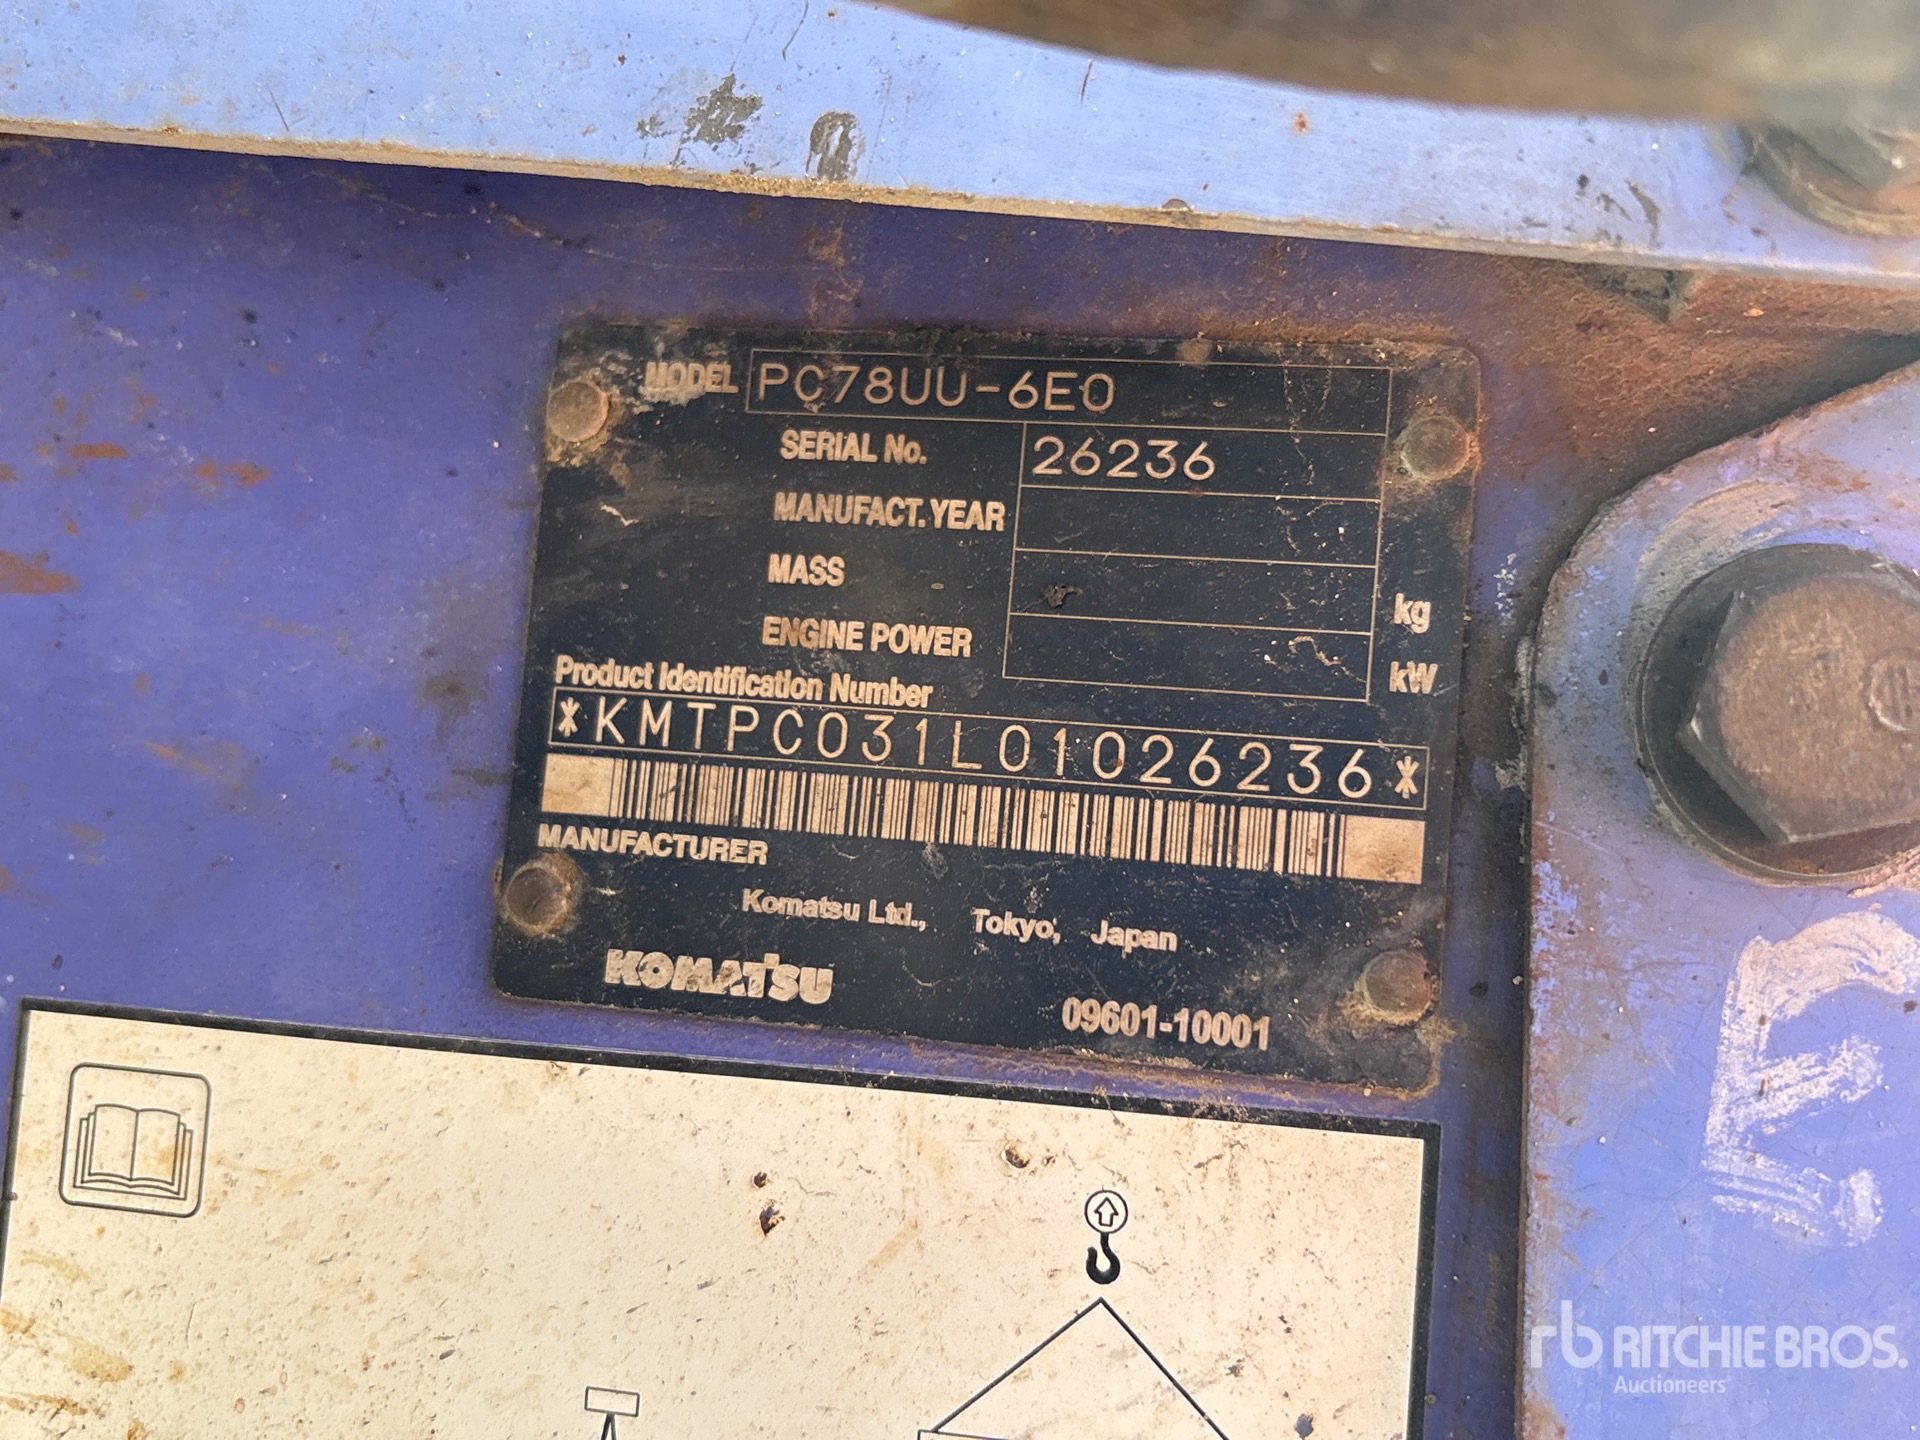 MODEL PC78UU-6E0
SERIAL No. 26236
MANUFACT. YEAR
MASS kg
ENGINE POWER kW
Product Identification Number
*KMTPC031L01026236*
MANUFACTURER
Komatsu Ltd., Tokyo, Japan
KOMATSU
09601-10001
rb RITCHIE BROS.
Auctioneers